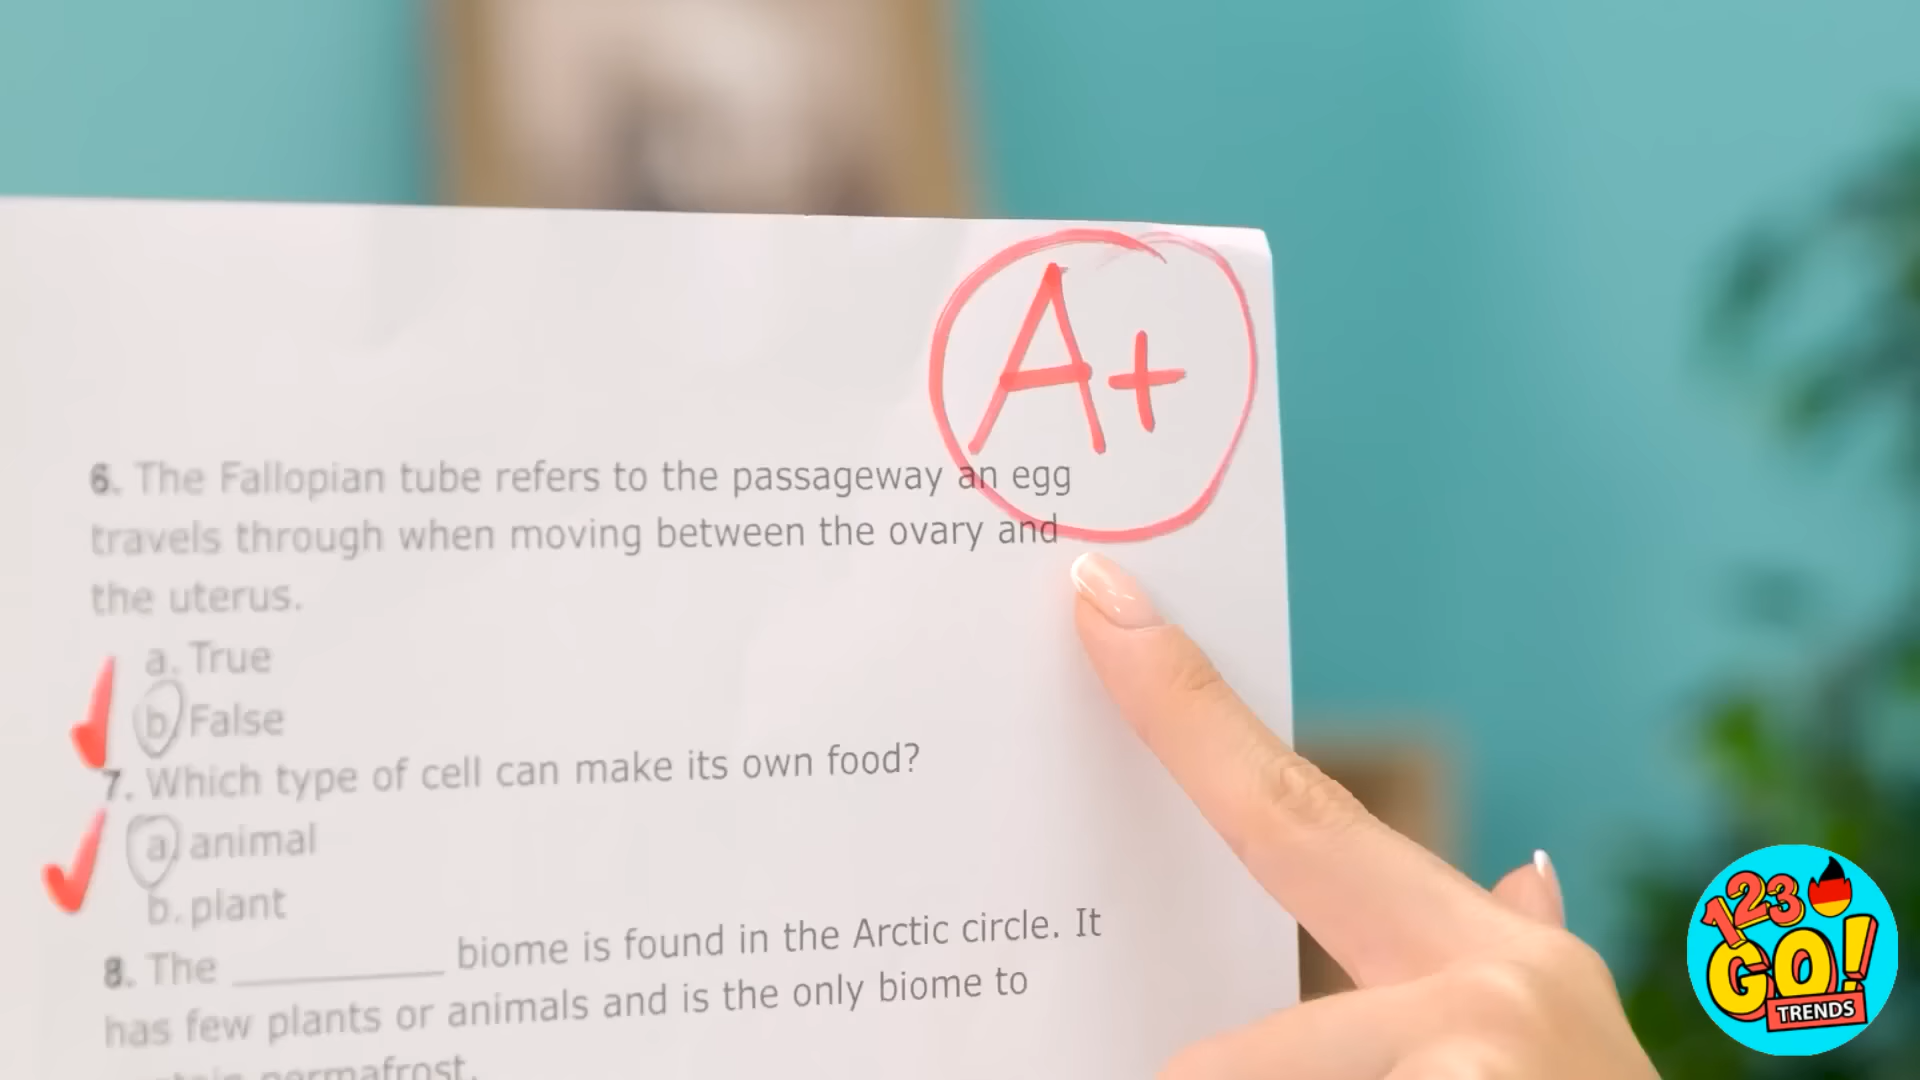 A+
6. The Fallopian tube refers to the passageway an egg
travels through when moving between the ovary and
the uterus.
a. True
b. False
7. Which type of cell can make its own food?
a. animal
b. plant
8. The __________ biome is found in the Arctic circle. It
has few plants or animals and is the only biome to
permafrost.
123
GO!
TRENDS